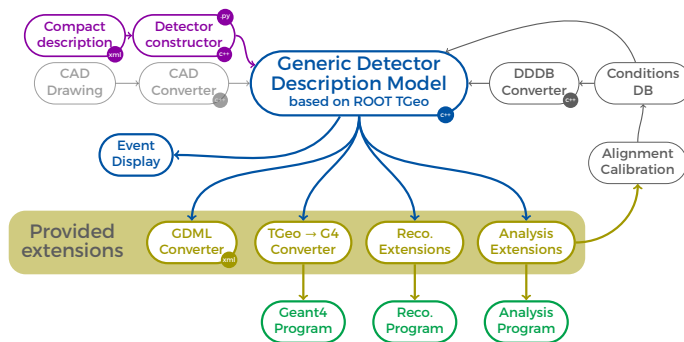 Compact
description
xml
Detector
constructor
.py
C++
CAD
Drawing
CAD
Converter
C++
Generic Detector
Description Model
based on ROOT TGeo
C++
DDDB
Converter
C++
Conditions
DB
Event
Display
Alignment
Calibration
Provided
extensions
GDML
Converter
xml
TGeo → G4
Converter
Reco.
Extensions
Analysis
Extensions
Geant4
Program
Reco.
Program
Analysis
Program